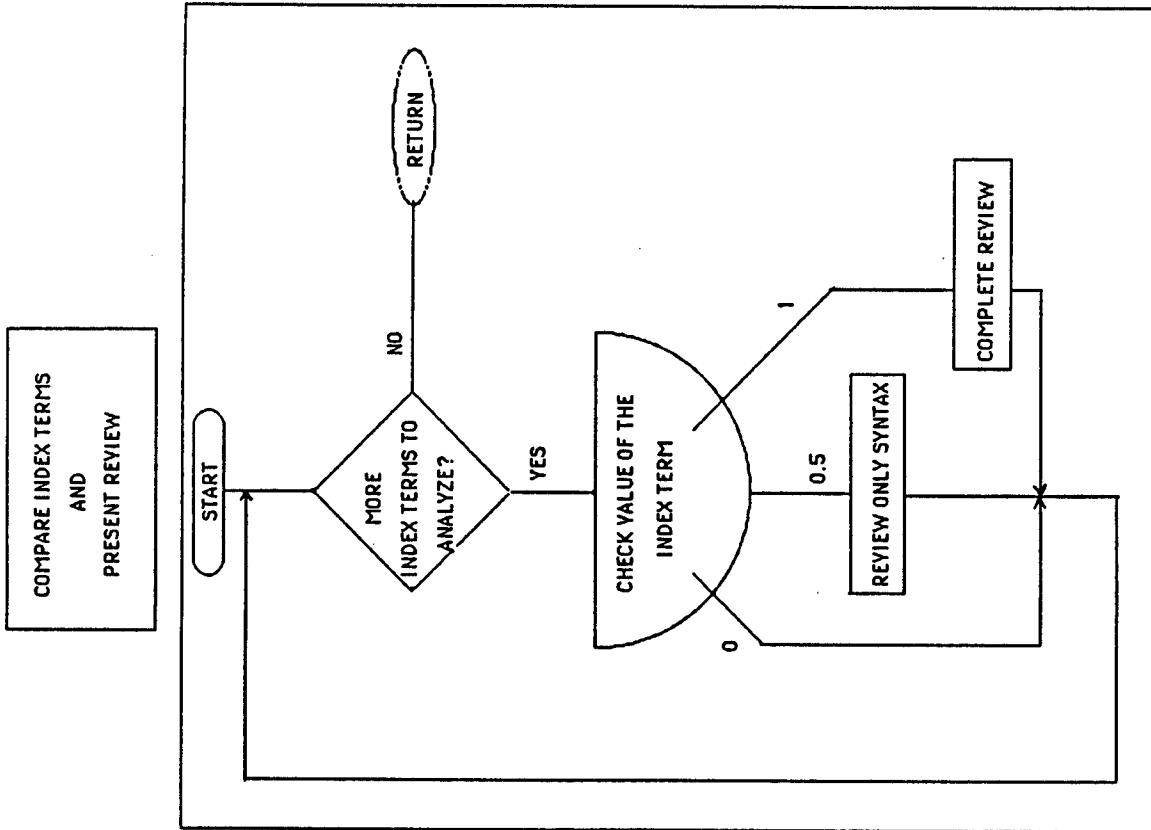 COMPARE INDEX TERMS
AND
PRESENT REVIEW
START
MORE
INDEX TERMS TO
ANALYZE?
NO
RETURN
YES
CHECK VALUE OF THE
INDEX TERM
0
0.5
1
REVIEW ONLY SYNTAX
COMPLETE REVIEW